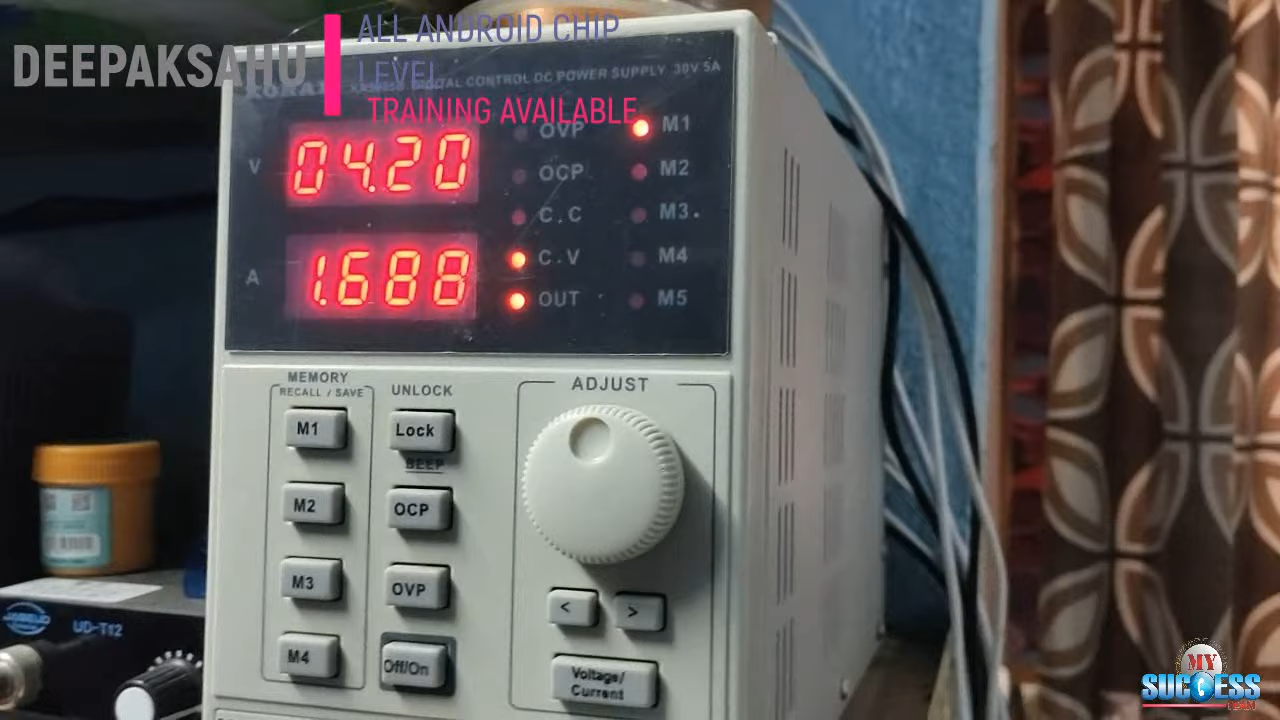 DEEPAKSAHU
ALL ANDROID CHIP
LEVEL
TRAINING AVAILABLE
DIGITAL CONTROL DC POWER SUPPLY 30V 5A
V
04.20
A
1.688
OVP
OCP
C.C
C.V
OUT
M1
M2
M3.
M4
M5
MEMORY
RECALL / SAVE
M1
M2
M3
M4
UNLOCK
Lock
BEEP
OCP
OVP
Off/On
ADJUST
<
>
Voltage/
Current
UD-T12
MY
SUCCESS